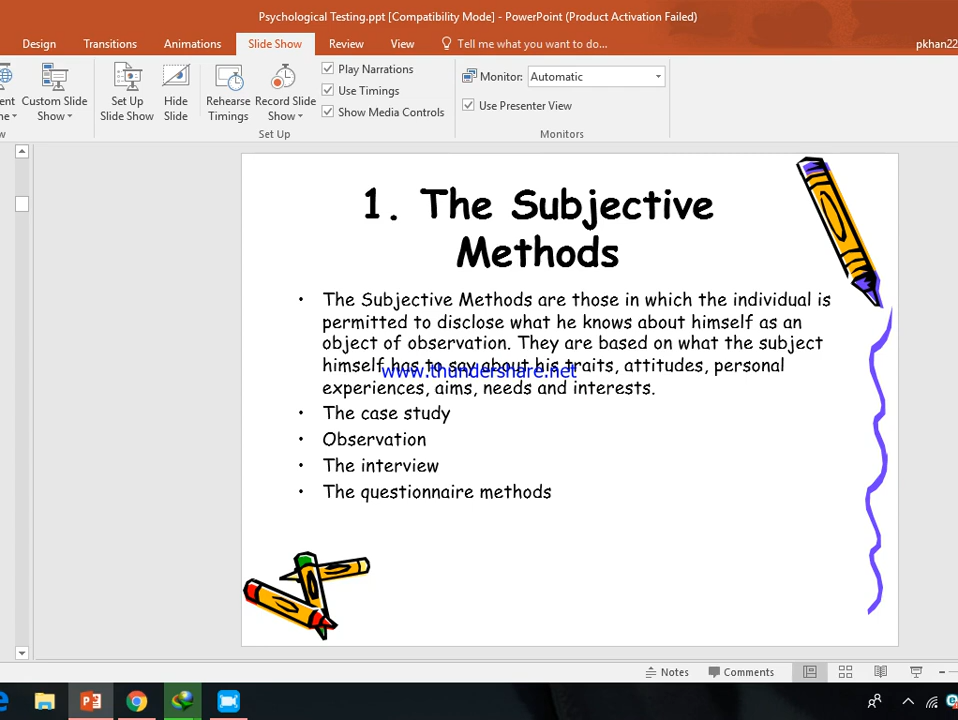 Psychological Testing.ppt [Compatibility Mode] - PowerPoint (Product Activation Failed)
Design Transitions Animations Slide Show Review View Tell me what you want to do... pkhan22
Custom Slide Show
Set Up Slide Show
Hide Slide
Rehearse Timings
Record Slide Show
Play Narrations
Use Timings
Show Media Controls
Set Up
Monitor: Automatic
Use Presenter View
Monitors
1. The Subjective
Methods
• The Subjective Methods are those in which the individual is
permitted to disclose what he knows about himself as an
object of observation. They are based on what the subject
himself has to say about his traits, attitudes, personal
www.thundershare.net
experiences, aims, needs and interests.
• The case study
• Observation
• The interview
• The questionnaire methods
Notes Comments